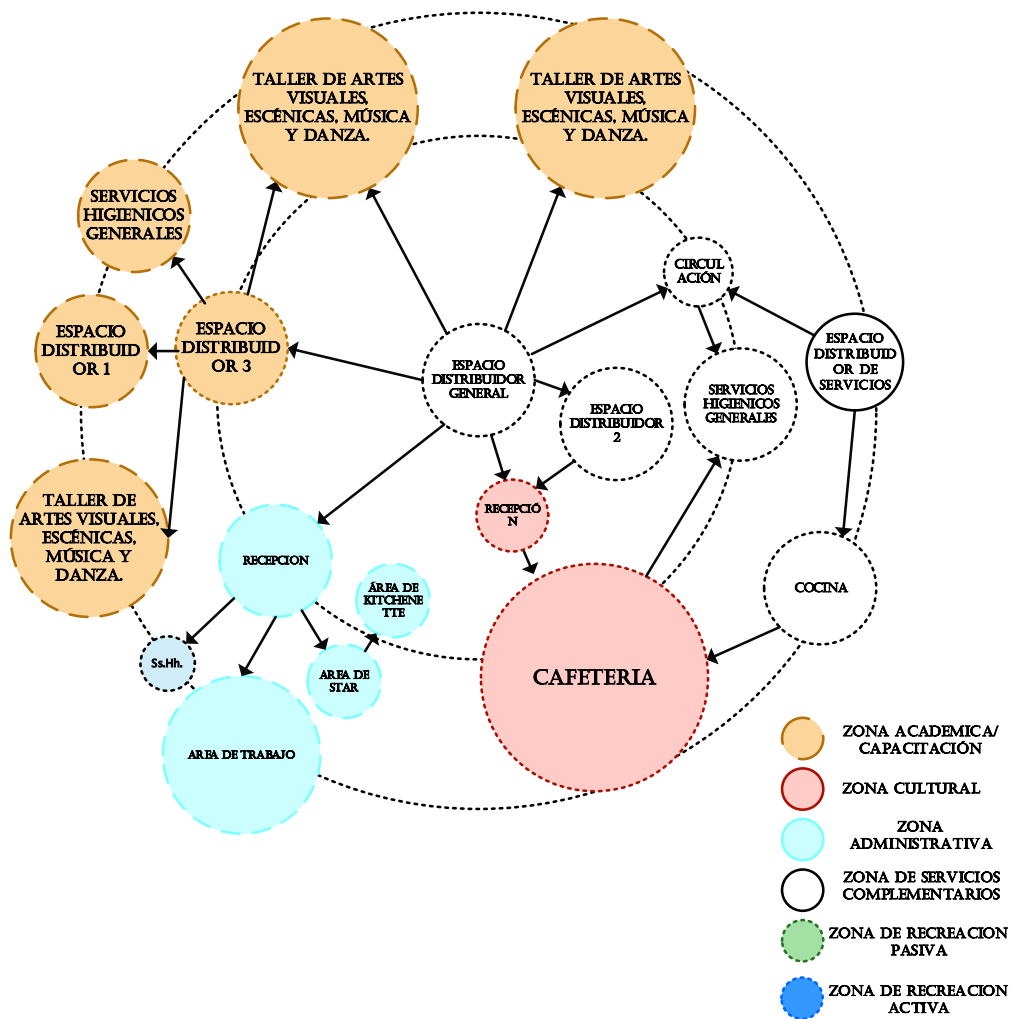 TALLER DE ARTES
VISUALES,
ESCÉNICAS, MÚSICA
Y DANZA.
TALLER DE ARTES
VISUALES,
ESCÉNICAS, MÚSICA
Y DANZA.
SERVICIOS
HIGIENICOS
GENERALES
CIRCUL
ACIÓN
ESPACIO
DISTRIBUID
OR 1
ESPACIO
DISTRIBUID
OR 3
ESPACIO
DISTRIBUIDOR
GENERAL
ESPACIO
DISTRIBUIDOR
2
SERVICIOS
HIGIENICOS
GENERALES
ESPACIO
DISTRIBUID
OR DE
SERVICIOS
TALLER DE
ARTES VISUALES,
ESCÉNICAS,
MÚSICA Y
DANZA.
RECEPCIÓ
N
RECEPCION
ÁREA DE
KITCHENE
TTE
COCINA
Ss.Hh.
AREA DE
STAR
CAFETERIA
AREA DE TRABAJO
ZONA ACADEMICA/
CAPACITACIÓN
ZONA CULTURAL
ZONA
ADMINISTRATIVA
ZONA DE SERVICIOS
COMPLEMENTARIOS
ZONA DE RECREACION
PASIVA
ZONA DE RECREACION
ACTIVA